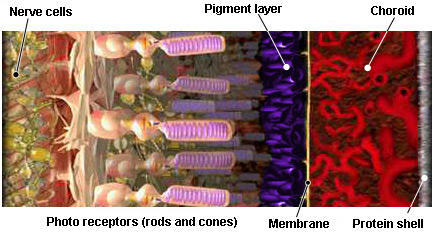 Nerve cells
Pigment layer
Choroid
Photo receptors (rods and cones)
Membrane
Protein shell